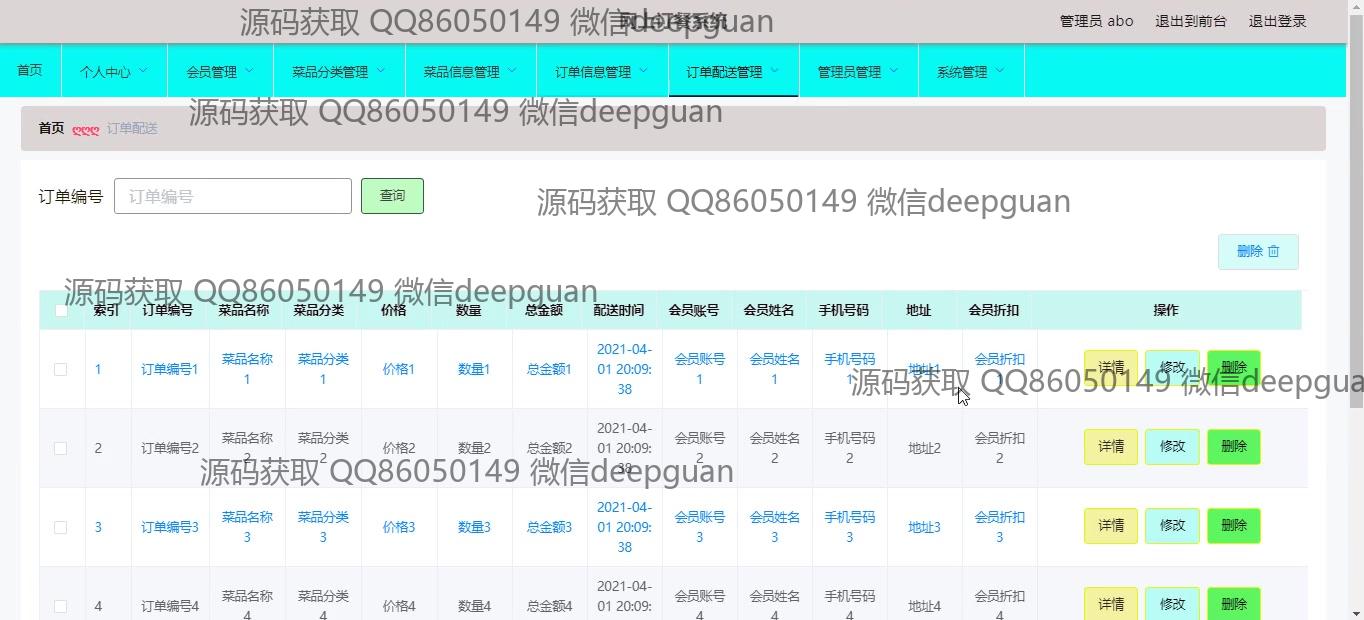 源码获取 QQ86050149 微信deepguan
网上订餐系统
管理员 abo 退出到前台 退出登录
首页 个人中心 会员管理 菜品分类管理 菜品信息管理 订单信息管理 订单配送管理 管理员管理 系统管理
源码获取 QQ86050149 微信deepguan
首页 ღღღ 订单配送
订单编号 订单编号 查询
源码获取 QQ86050149 微信deepguan
删除
源码获取 QQ86050149 微信deepguan
索引 订单编号 菜品名称 菜品分类 价格 数量 总金额 配送时间 会员账号 会员姓名 手机号码 地址 会员折扣 操作
1 订单编号1 菜品名称1 菜品分类1 价格1 数量1 总金额1 2021-04-01 20:09:38 会员账号1 会员姓名1 手机号码1 地址1 会员折扣1 详情 修改 删除
源码获取 QQ86050149 微信deepgua
2 订单编号2 菜品名称2 菜品分类2 价格2 数量2 总金额2 2021-04-01 20:09:38 会员账号2 会员姓名2 手机号码2 地址2 会员折扣2 详情 修改 删除
源码获取 QQ86050149 微信deepguan
3 订单编号3 菜品名称3 菜品分类3 价格3 数量3 总金额3 2021-04-01 20:09:38 会员账号3 会员姓名3 手机号码3 地址3 会员折扣3 详情 修改 删除
4 订单编号4 菜品名称4 菜品分类4 价格4 数量4 总金额4 2021-04-01 20:09: 会员账号4 会员姓名4 手机号码4 地址4 会员折扣4 详情 修改 删除